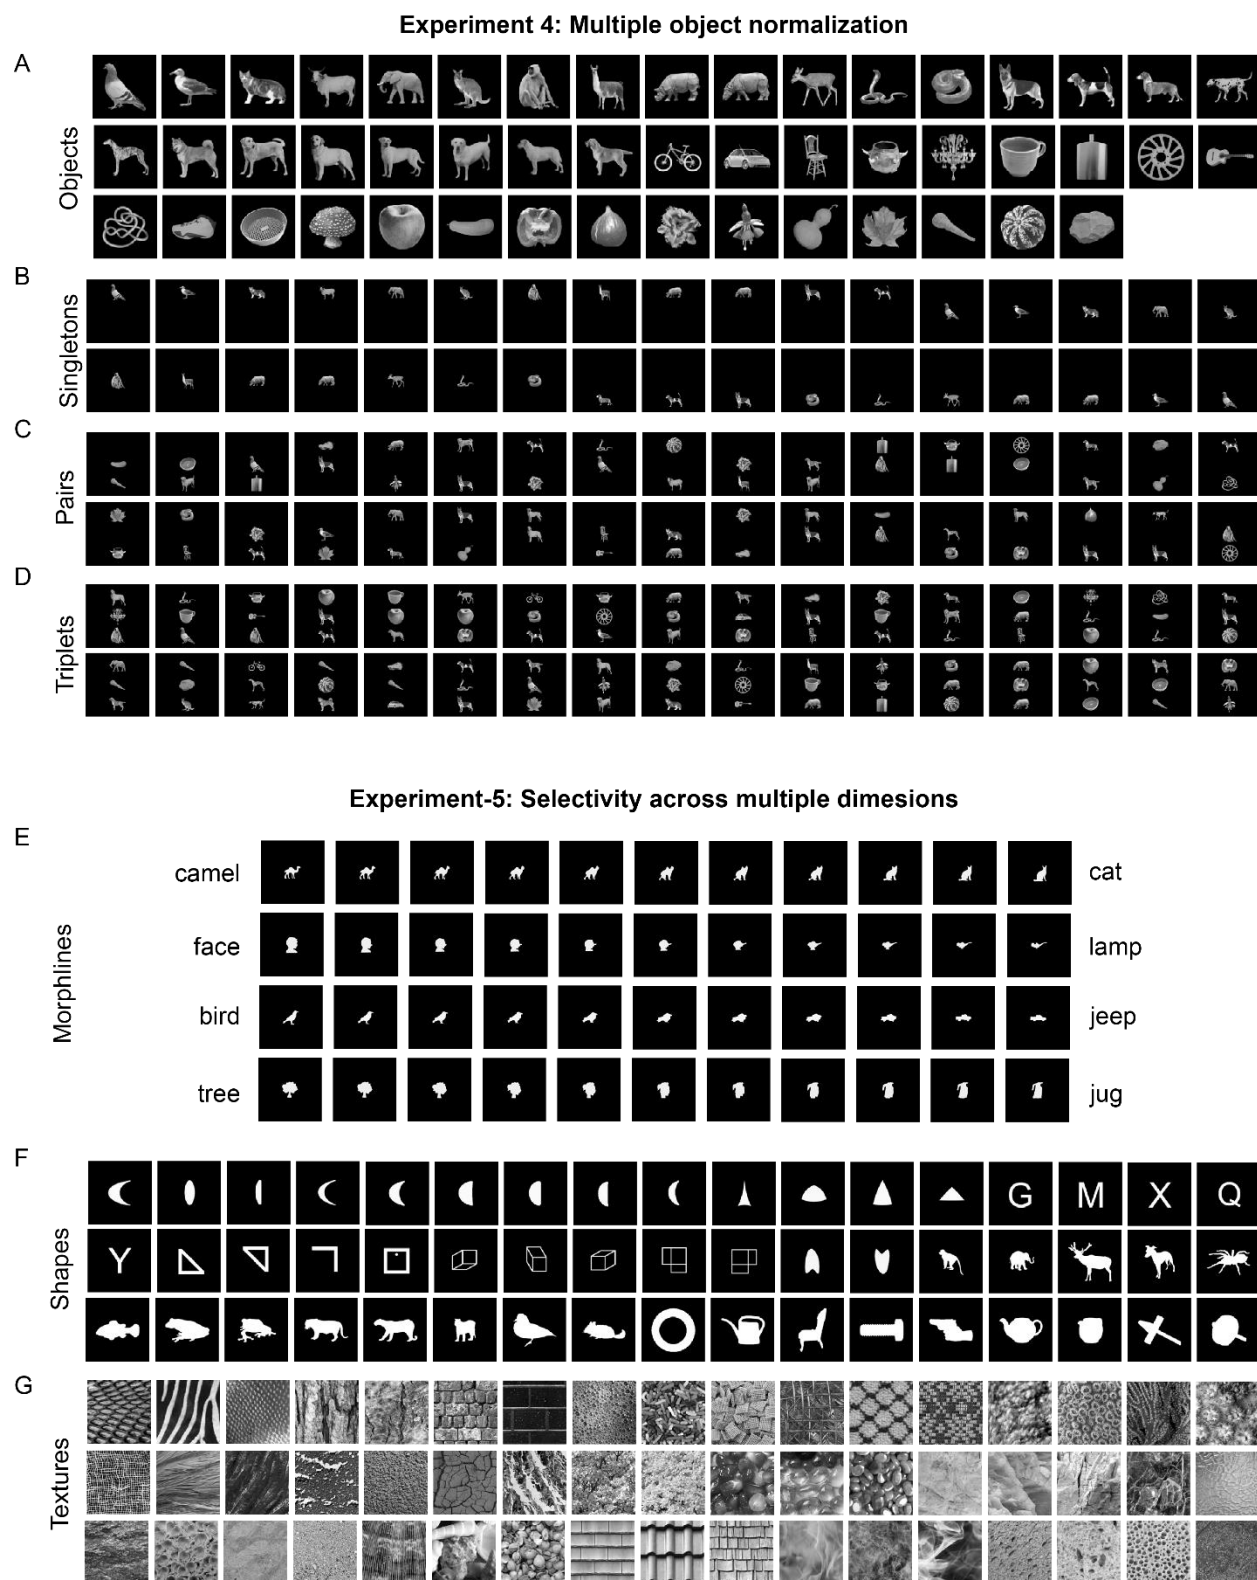 Experiment 4: Multiple object normalization
A
Objects
B
Singletons
C
Pairs
D
Triplets
Experiment-5: Selectivity across multiple dimesions
E
Morphlines
camel
cat
face
lamp
bird
jeep
tree
jug
F
Shapes
G M X Q
Y
G
Textures